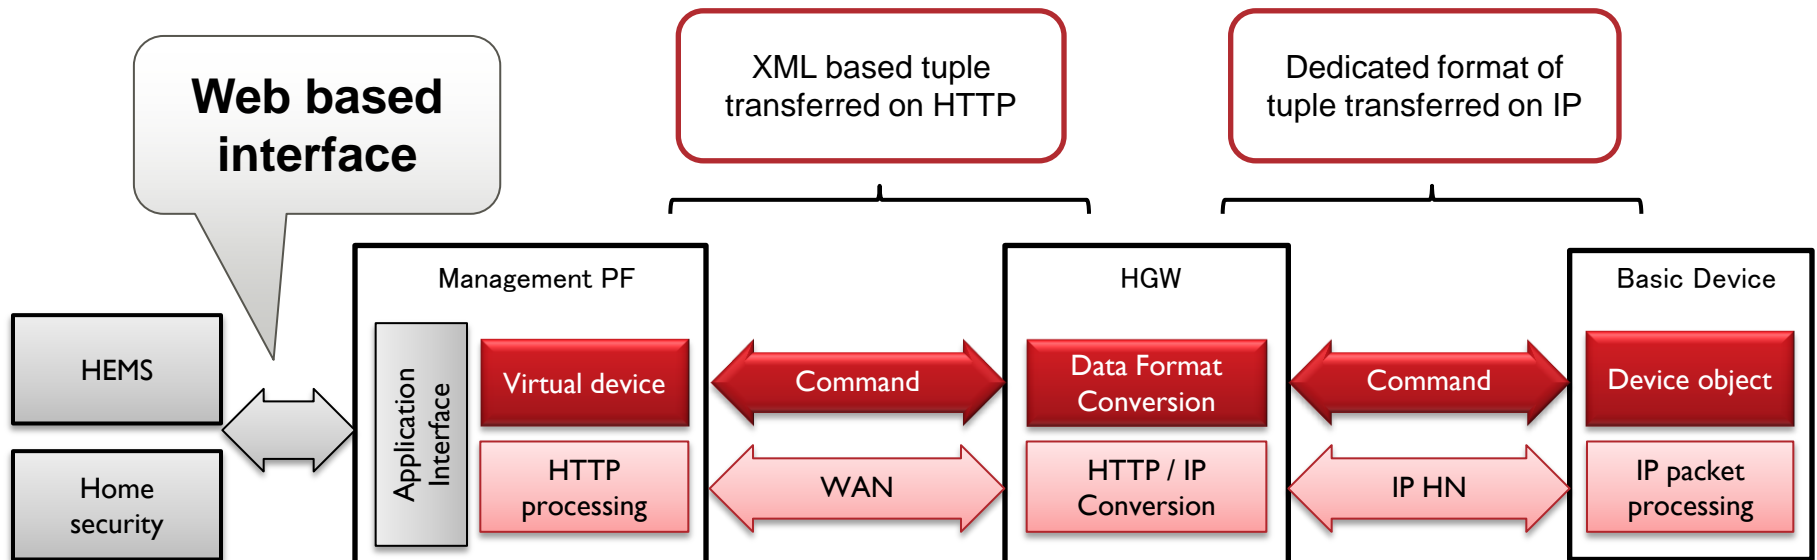 Web based
interface
XML based tuple
transferred on HTTP
Dedicated format of
tuple transferred on IP
Management PF
HGW
Basic Device
HEMS
Home
security
Application
Interface
Virtual device
HTTP
processing
Command
WAN
Data Format
Conversion
HTTP / IP
Conversion
Command
IP HN
Device object
IP packet
processing